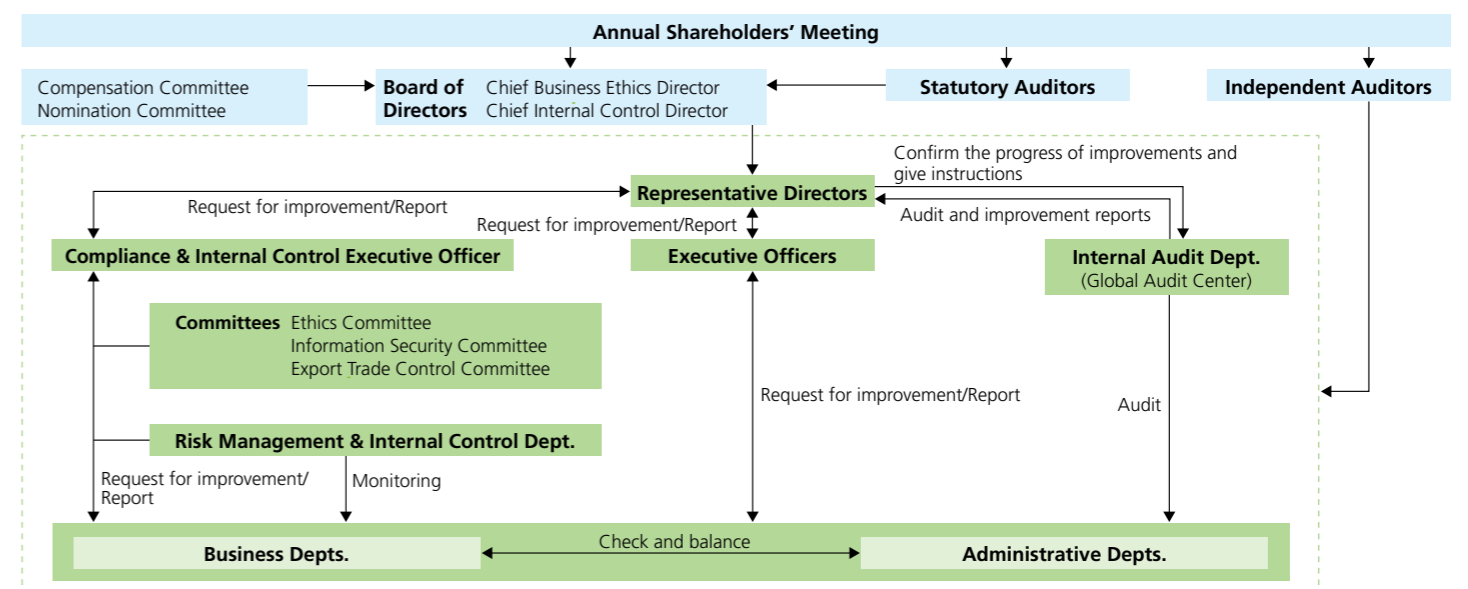 Annual Shareholders' Meeting
Compensation Committee
Nomination Committee
Board of
Directors
Chief Business Ethics Director
Chief Internal Control Director
Statutory Auditors
Independent Auditors
Confirm the progress of improvements and
give instructions
Representative Directors
Request for improvement/Report
Request for improvement/Report
Audit and improvement reports
Compliance & Internal Control Executive Officer
Executive Officers
Internal Audit Dept.
(Global Audit Center)
Committees Ethics Committee
Information Security Committee
Export Trade Control Committee
Request for improvement/Report
Audit
Risk Management & Internal Control Dept.
Request for improvement/
Report
Monitoring
Business Depts.
Check and balance
Administrative Depts.